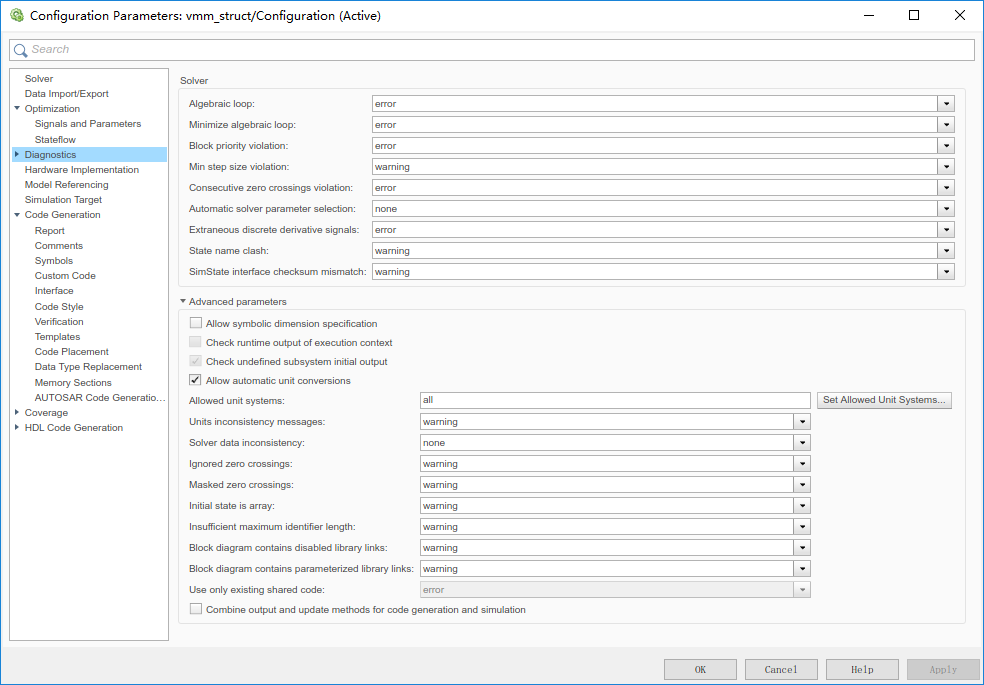 Configuration Parameters: vmm_struct/Configuration (Active)
Search
Solver
Data Import/Export
Optimization
Signals and Parameters
Stateflow
Diagnostics
Hardware Implementation
Model Referencing
Simulation Target
Code Generation
Report
Comments
Symbols
Custom Code
Interface
Code Style
Verification
Templates
Code Placement
Data Type Replacement
Memory Sections
AUTOSAR Code Generatio...
Coverage
HDL Code Generation
Solver
Algebraic loop: error
Minimize algebraic loop: error
Block priority violation: error
Min step size violation: warning
Consecutive zero crossings violation: error
Automatic solver parameter selection: none
Extraneous discrete derivative signals: error
State name clash: warning
SimState interface checksum mismatch: warning
Advanced parameters
Allow symbolic dimension specification
Check runtime output of execution context
Check undefined subsystem initial output
Allow automatic unit conversions
Allowed unit systems: all Set Allowed Unit Systems...
Units inconsistency messages: warning
Solver data inconsistency: none
Ignored zero crossings: warning
Masked zero crossings: warning
Initial state is array: warning
Insufficient maximum identifier length: warning
Block diagram contains disabled library links: warning
Block diagram contains parameterized library links: warning
Use only existing shared code: error
Combine output and update methods for code generation and simulation
OK Cancel Help Apply